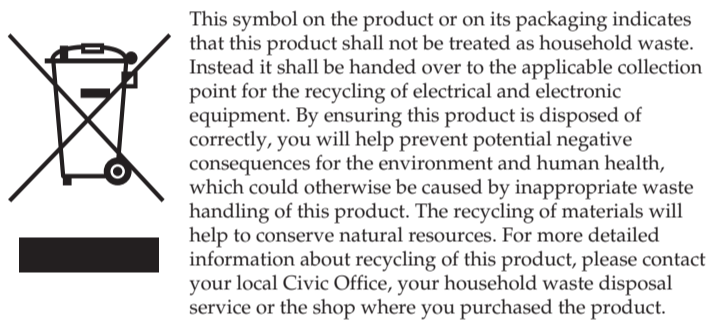 This symbol on the product or on its packaging indicates
that this product shall not be treated as household waste.
Instead it shall be handed over to the applicable collection
point for the recycling of electrical and electronic
equipment. By ensuring this product is disposed of
correctly, you will help prevent potential negative
consequences for the environment and human health,
which could otherwise be caused by inappropriate waste
handling of this product. The recycling of materials will
help to conserve natural resources. For more detailed
information about recycling of this product, please contact
your local Civic Office, your household waste disposal
service or the shop where you purchased the product.